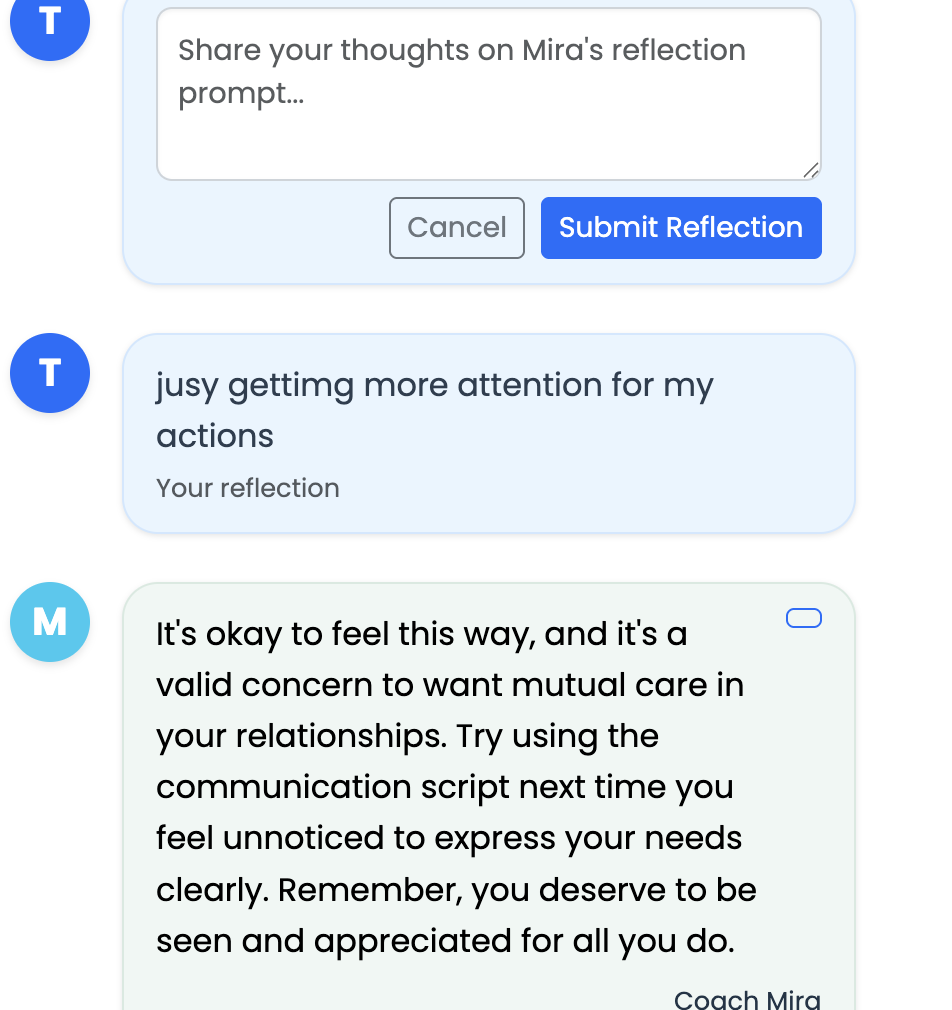 T
Share your thoughts on Mira's reflection
prompt...
Cancel
Submit Reflection
T
jusy gettimg more attention for my
actions
Your reflection
M
It's okay to feel this way, and it's a
valid concern to want mutual care in
your relationships. Try using the
communication script next time you
feel unnoticed to express your needs
clearly. Remember, you deserve to be
seen and appreciated for all you do.
Coach Mira